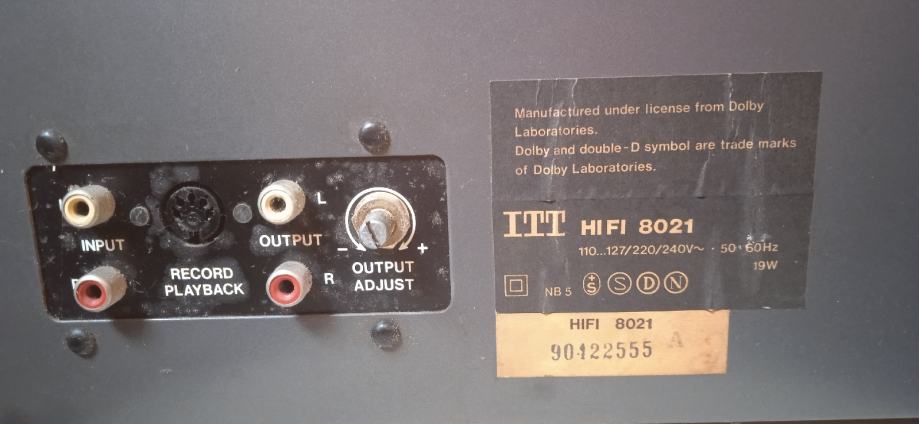 L
INPUT
R
RECORD
PLAYBACK
OUTPUT
L
R
- +
OUTPUT
ADJUST
Manufactured under license from Dolby
Laboratories.
Dolby and double-D symbol are trade marks
of Dolby Laboratories.
ITT HIFI 8021
110...127/220/240V~ · 50-60Hz
19W
NB 5 +S S D N
HIFI 8021
90422555 A